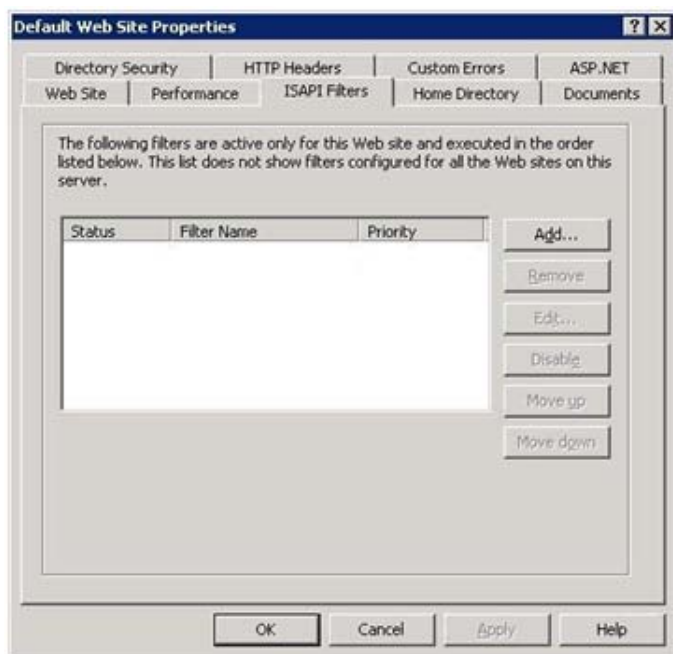 Default Web Site Properties
Directory Security HTTP Headers Custom Errors ASP.NET
Web Site Performance ISAPI Filters Home Directory Documents
The following filters are active only for this Web site and executed in the order
listed below. This list does not show filters configured for all the Web sites on this
server.
Status Filter Name Priority
Add...
Remove
Edit...
Disable
Move up
Move down
OK Cancel Apply Help